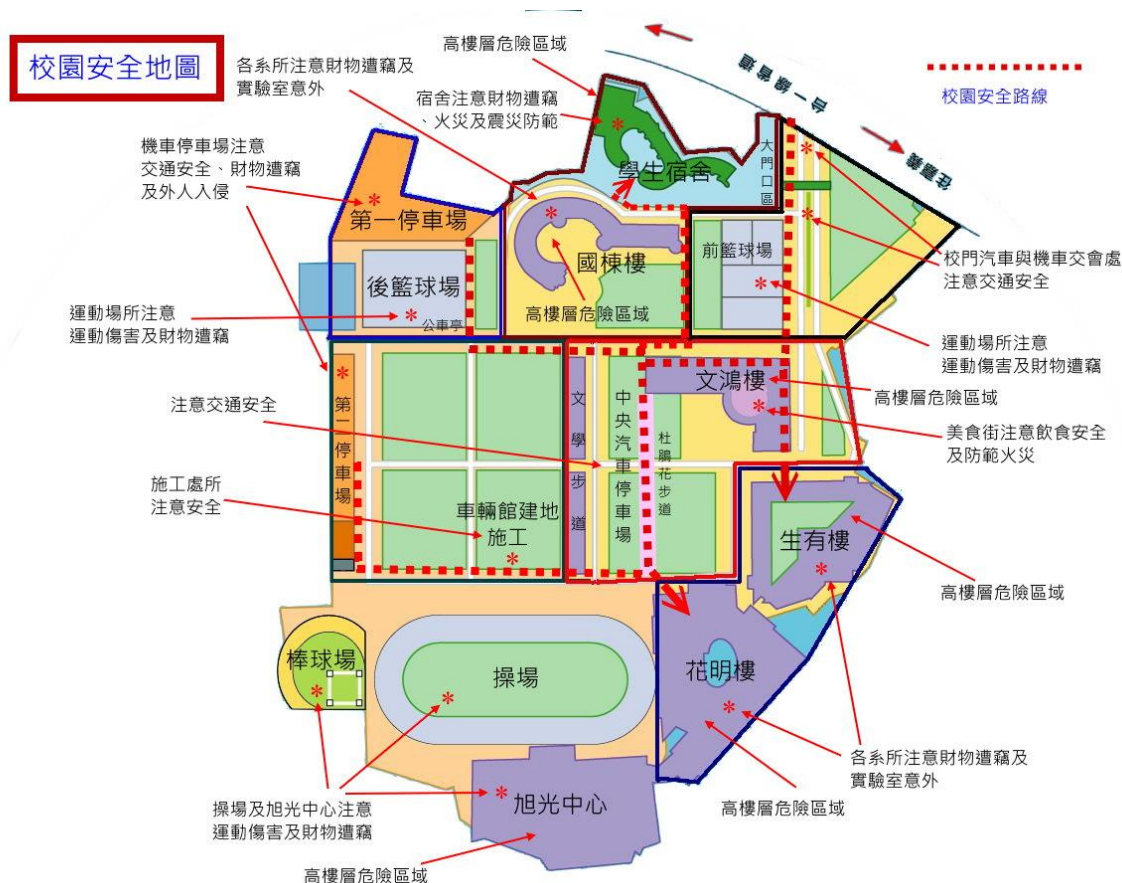 校園安全地圖
高樓層危險區域
各系所注意財物遭竊及
實驗室意外
宿舍注意財物遭竊
、火災及震災防範
台一線省道
校園安全路線
往嘉義
機車停車場注意
交通安全、財物遭竊
及外人入侵
大門口區
學生宿舍
第一停車場
國棟樓
前籃球場
校門汽車與機車交會處
注意交通安全
後籃球場
公車亭
高樓層危險區域
運動場所注意
運動傷害及財物遭竊
運動場所注意
運動傷害及財物遭竊
文鴻樓
高樓層危險區域
注意交通安全
第一停車場
文學步道
中央汽車停車場
杜鵑花步道
美食街注意飲食安全
及防範火災
施工處所
注意安全
車輛館建地
施工
生有樓
高樓層危險區域
棒球場
操場
花明樓
各系所注意財物遭竊及
實驗室意外
操場及旭光中心注意
運動傷害及財物遭竊
旭光中心
高樓層危險區域
高樓層危險區域